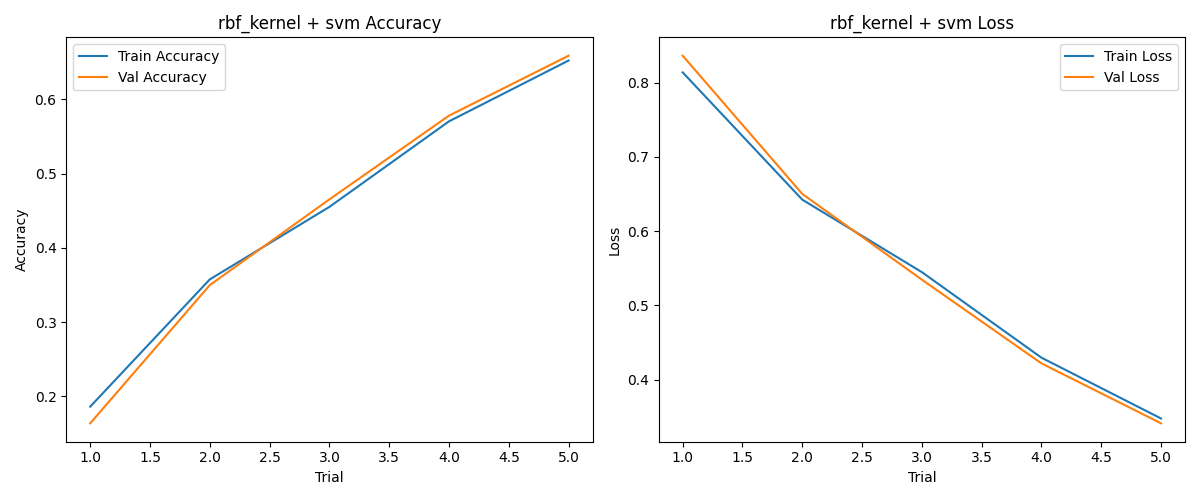 rbf_kernel + svm Accuracy
Train Accuracy
Val Accuracy
Accuracy
0.6
0.5
0.4
0.3
0.2
1.0 1.5 2.0 2.5 3.0 3.5 4.0 4.5 5.0
Trial
rbf_kernel + svm Loss
Train Loss
Val Loss
Loss
0.8
0.7
0.6
0.5
0.4
1.0 1.5 2.0 2.5 3.0 3.5 4.0 4.5 5.0
Trial